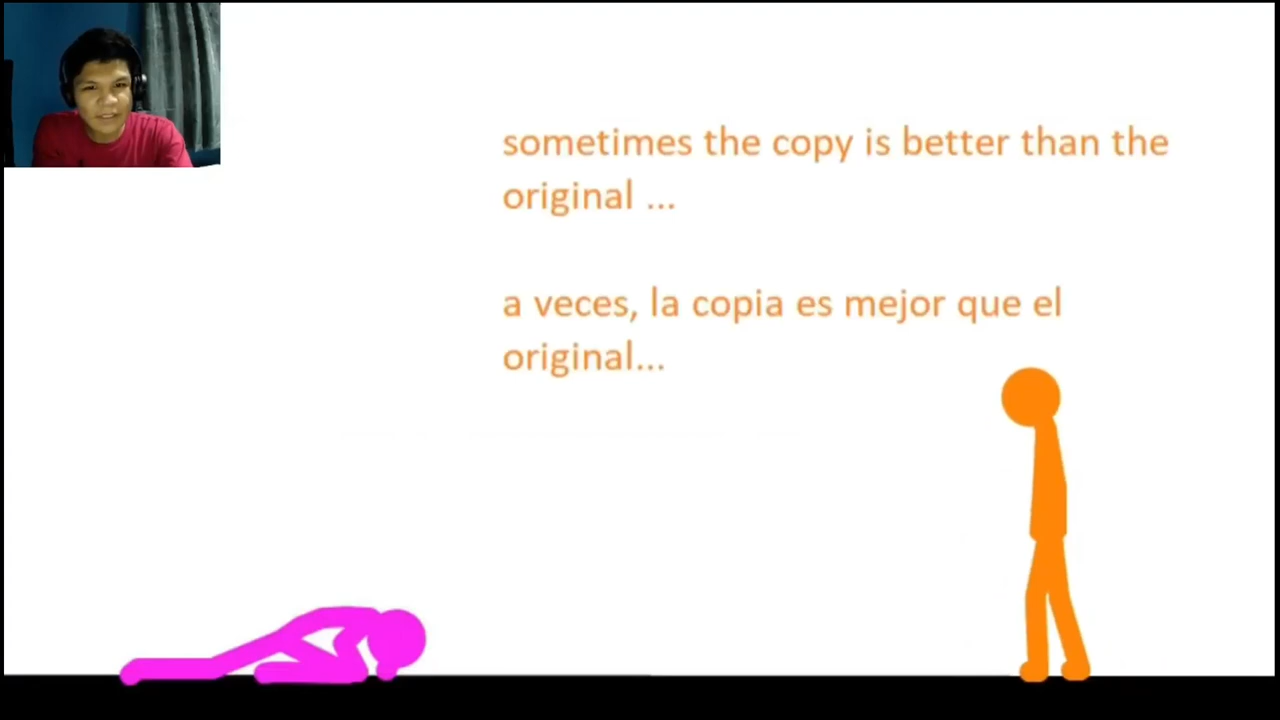 sometimes the copy is better than the
original ...
a veces, la copia es mejor que el
original...